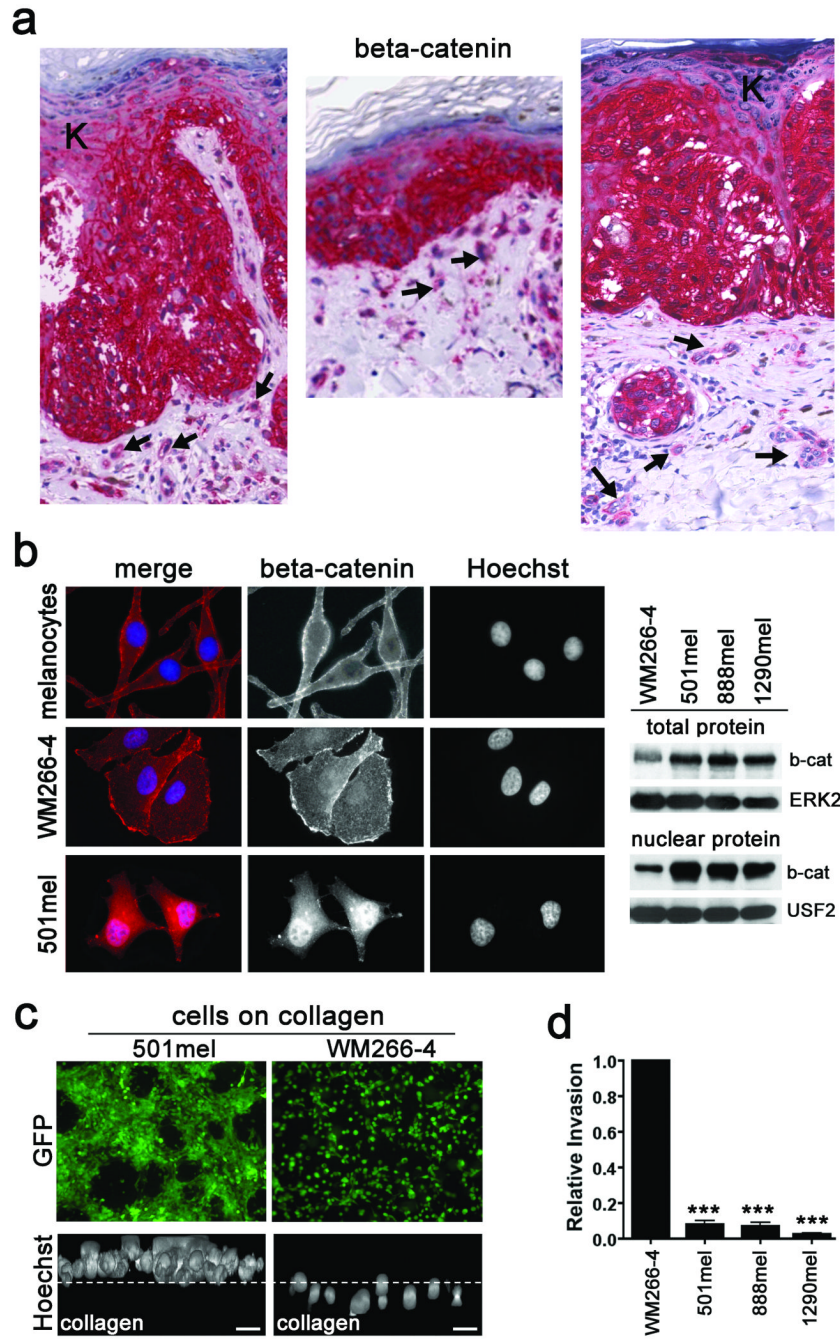 a
beta-catenin
K
K
b
merge
beta-catenin
Hoechst
melanocytes
WM266-4
501mel
WM266-4
501mel
888mel
1290mel
total protein
b-cat
ERK2
nuclear protein
b-cat
USF2
c
cells on collagen
501mel
WM266-4
GFP
Hoechst
collagen
collagen
d
Relative Invasion
1.0
0.8
0.6
0.4
0.2
0.0
***
***
***
WM266-4
501mel
888mel
1290mel